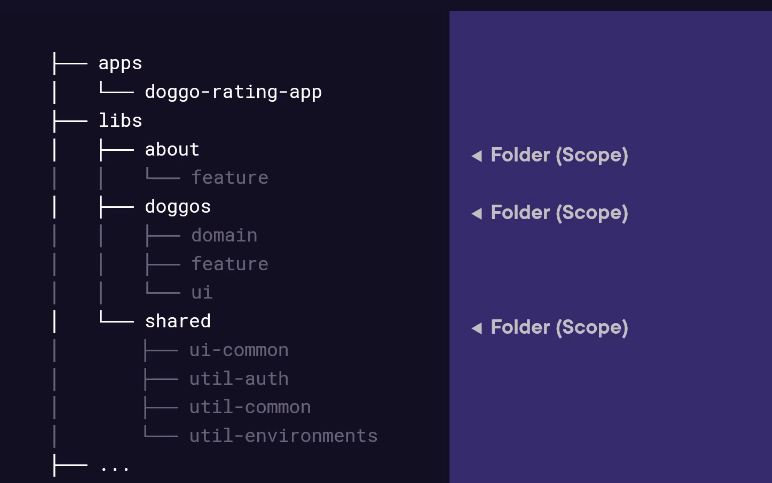 ├── apps
│   └── doggo-rating-app
├── libs
│   ├── about ◄ Folder (Scope)
│   │   └── feature
│   ├── doggos ◄ Folder (Scope)
│   │   ├── domain
│   │   ├── feature
│   │   └── ui
│   └── shared ◄ Folder (Scope)
│       ├── ui-common
│       ├── util-auth
│       ├── util-common
│       └── util-environments
├── ...